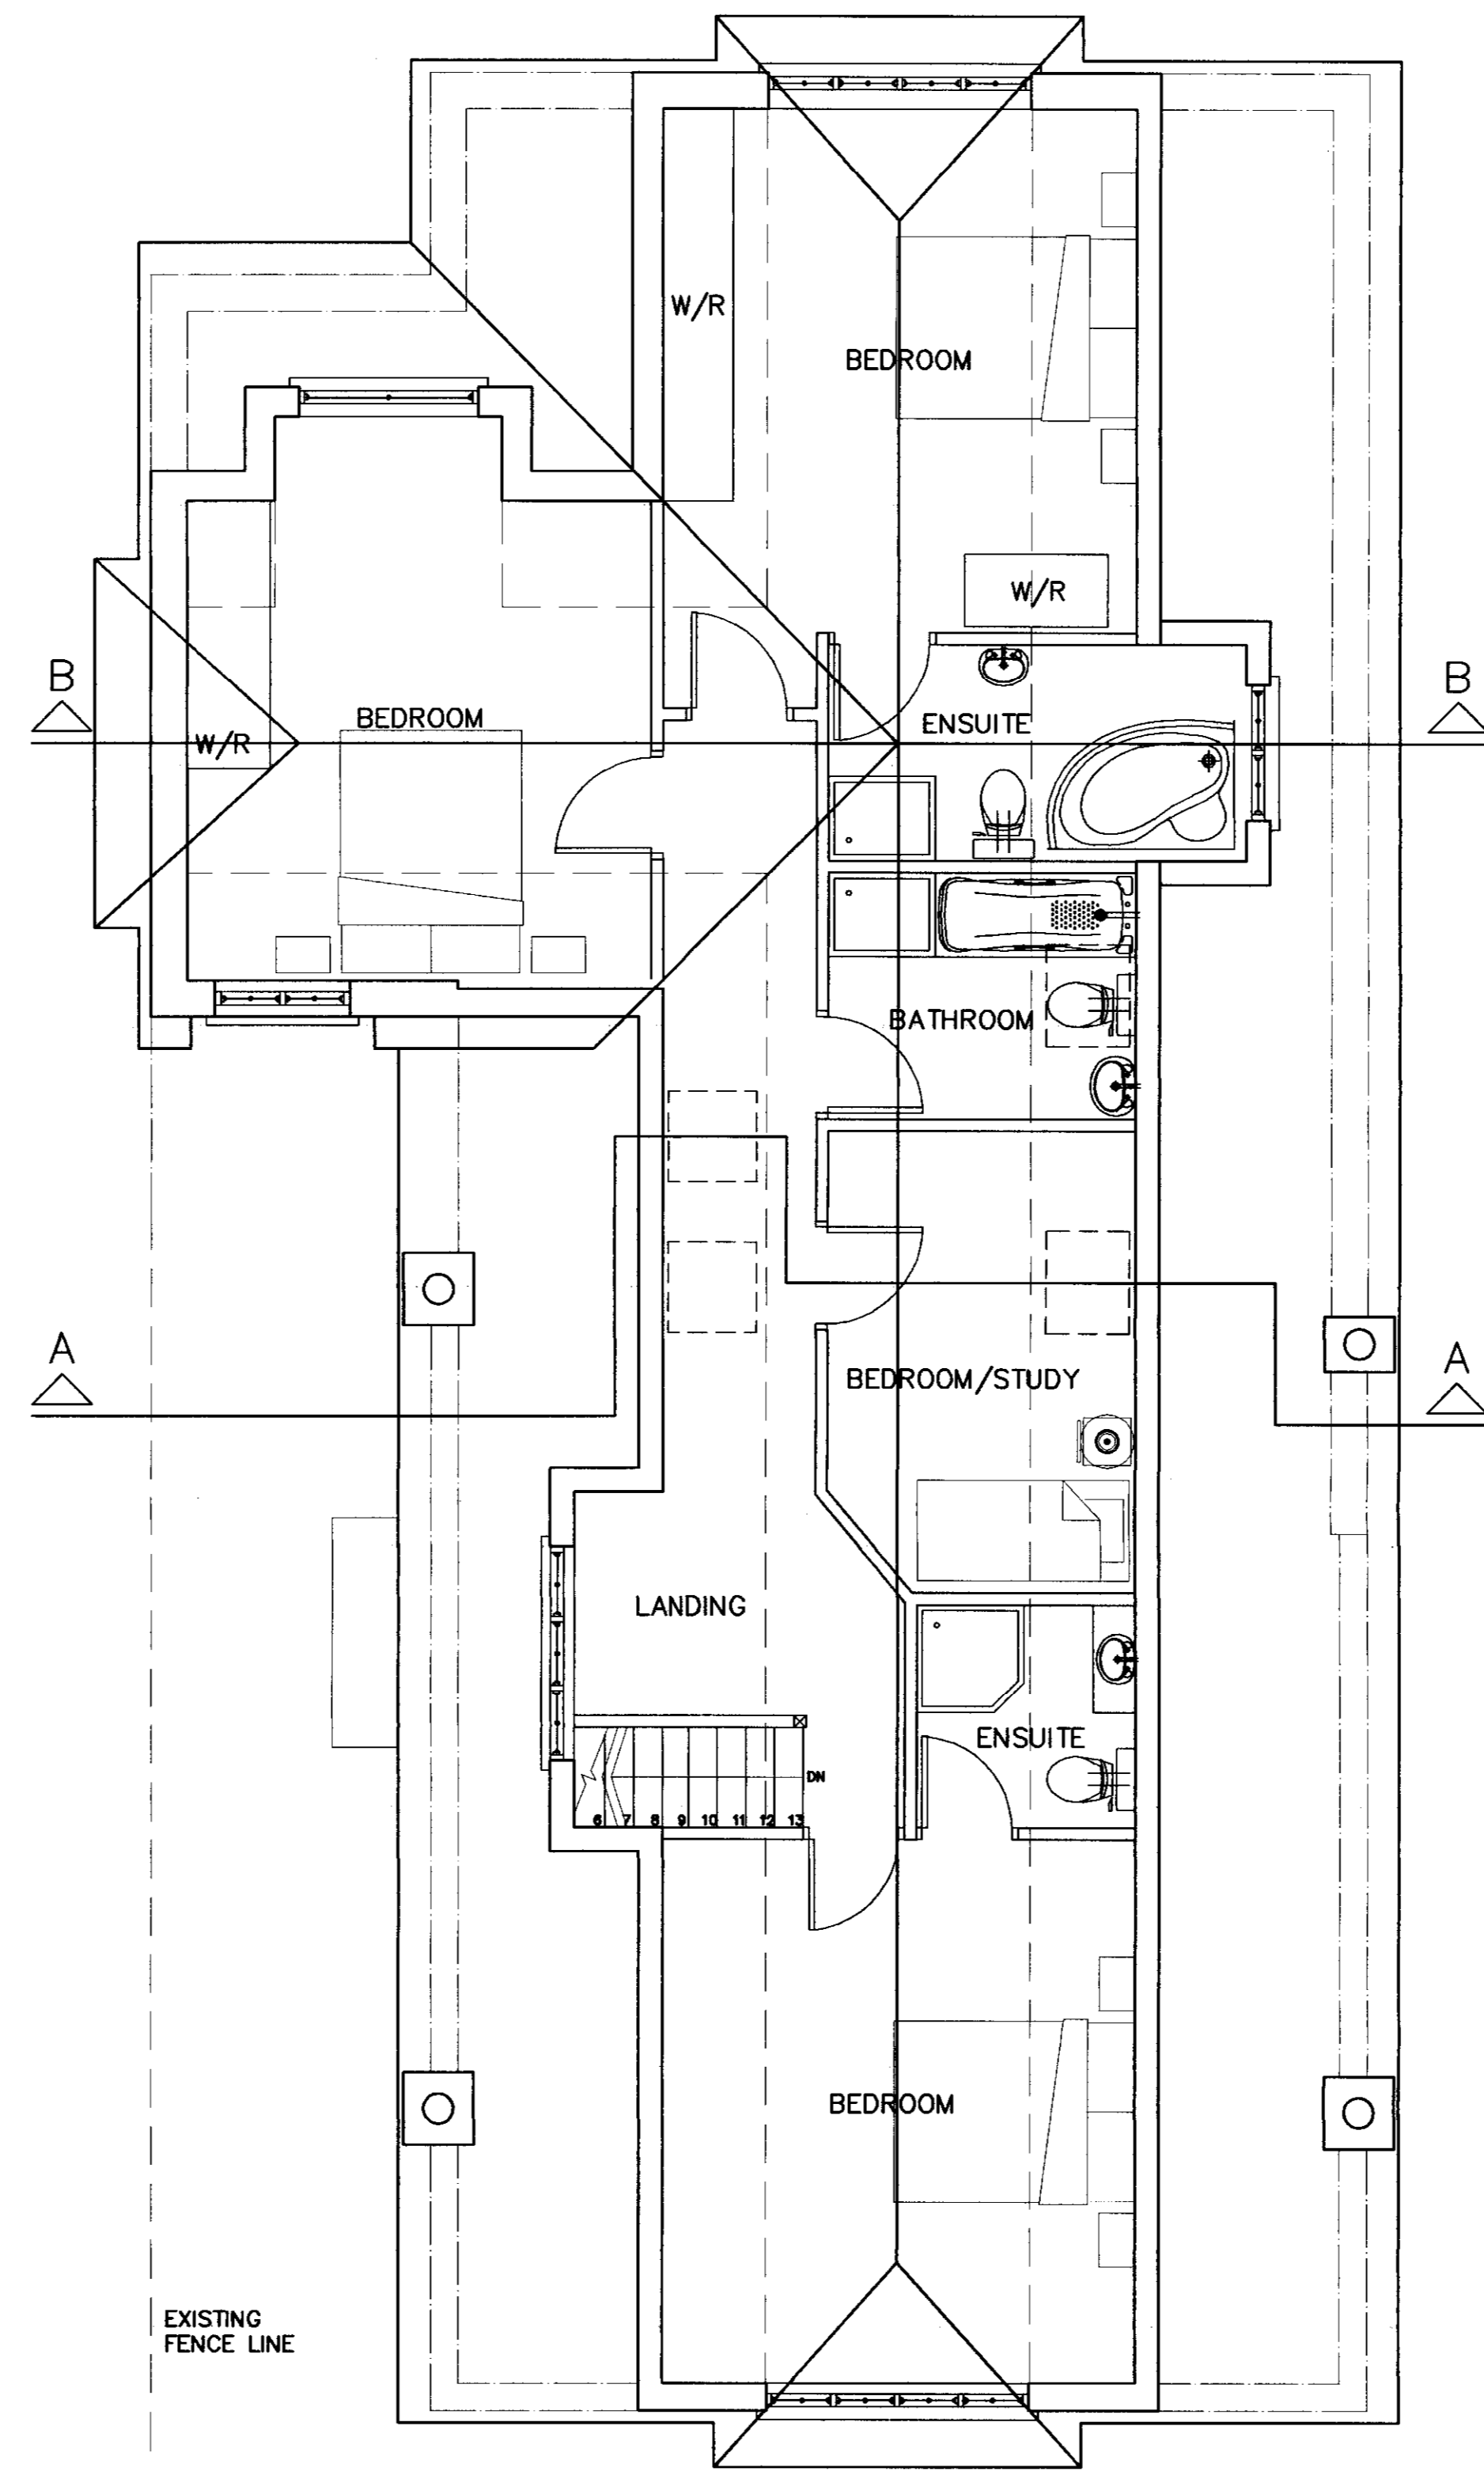 W/R
BEDROOM
W/R
B
B
BEDROOM
ENSUITE
W/R
BATHROOM
A
A
BEDROOM/STUDY
LANDING
ENSUITE
DN
6 7 8 9 10 11 12 13
BEDROOM
EXISTING
FENCE LINE